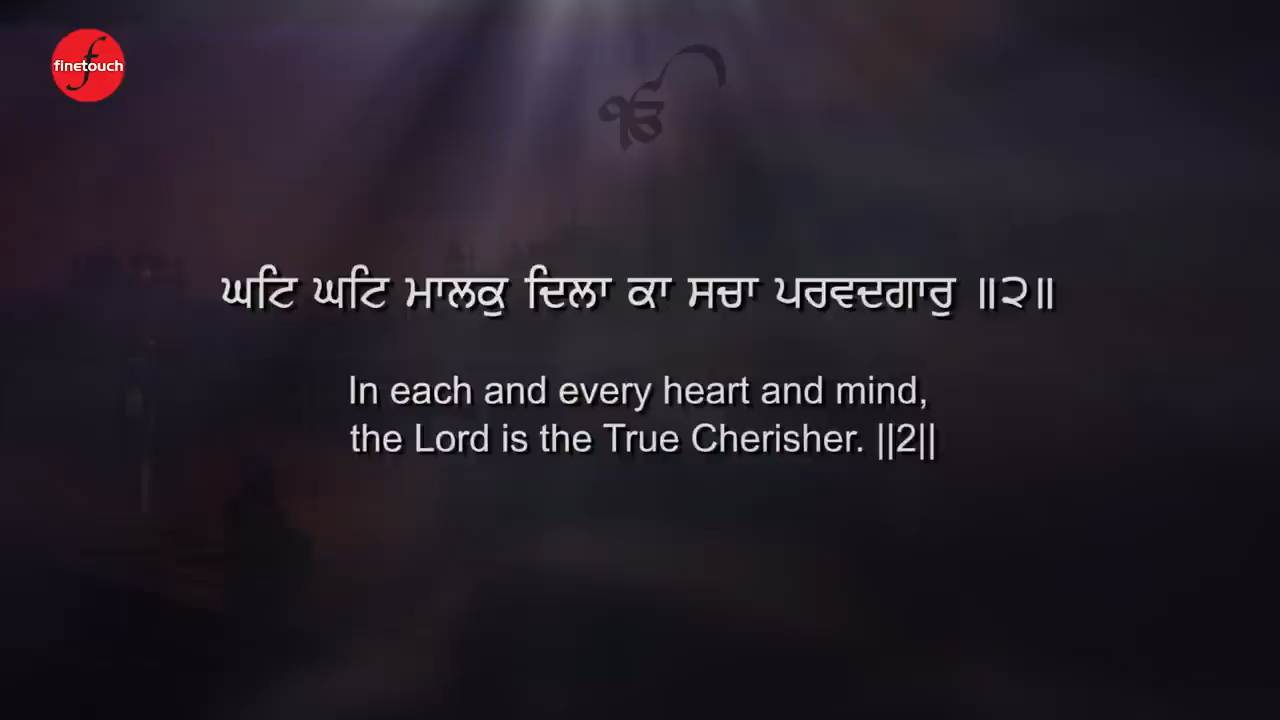 finetouch
ੴ
ਘਟਿ ਘਟਿ ਮਾਲਕੁ ਦਿਲਾ ਕਾ ਸਚਾ ਪਰਵਦਗਾਰੁ ॥੨॥
In each and every heart and mind,
the Lord is the True Cherisher. ||2||